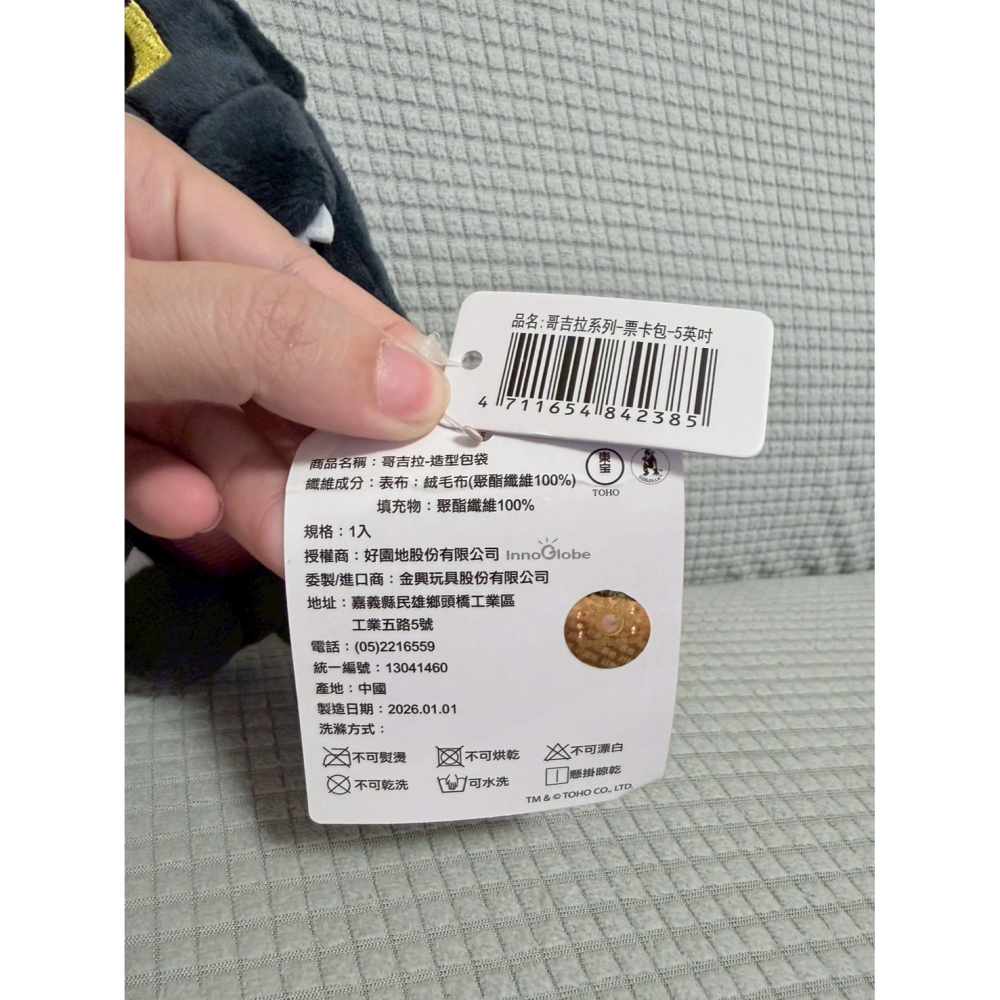 品名:哥吉拉系列-票卡包-5英吋
4 711654 842385
商品名稱：哥吉拉-造型包袋
纖維成分：表布：絨毛布(聚酯纖維100%)
填充物：聚酯纖維100%
東宝
TOHO
GODZILLA
規格：1入
授權商：好園地股份有限公司 InnoGlobe
委製/進口商：金興玩具股份有限公司
地址：嘉義縣民雄鄉頭橋工業區
工業五路5號
電話：(05)2216559
統一編號：13041460
產地：中國
製造日期：2026.01.01
洗滌方式：
不可熨燙 不可烘乾 不可漂白
不可乾洗 可水洗 懸掛晾乾
TM & © TOHO CO., LTD.